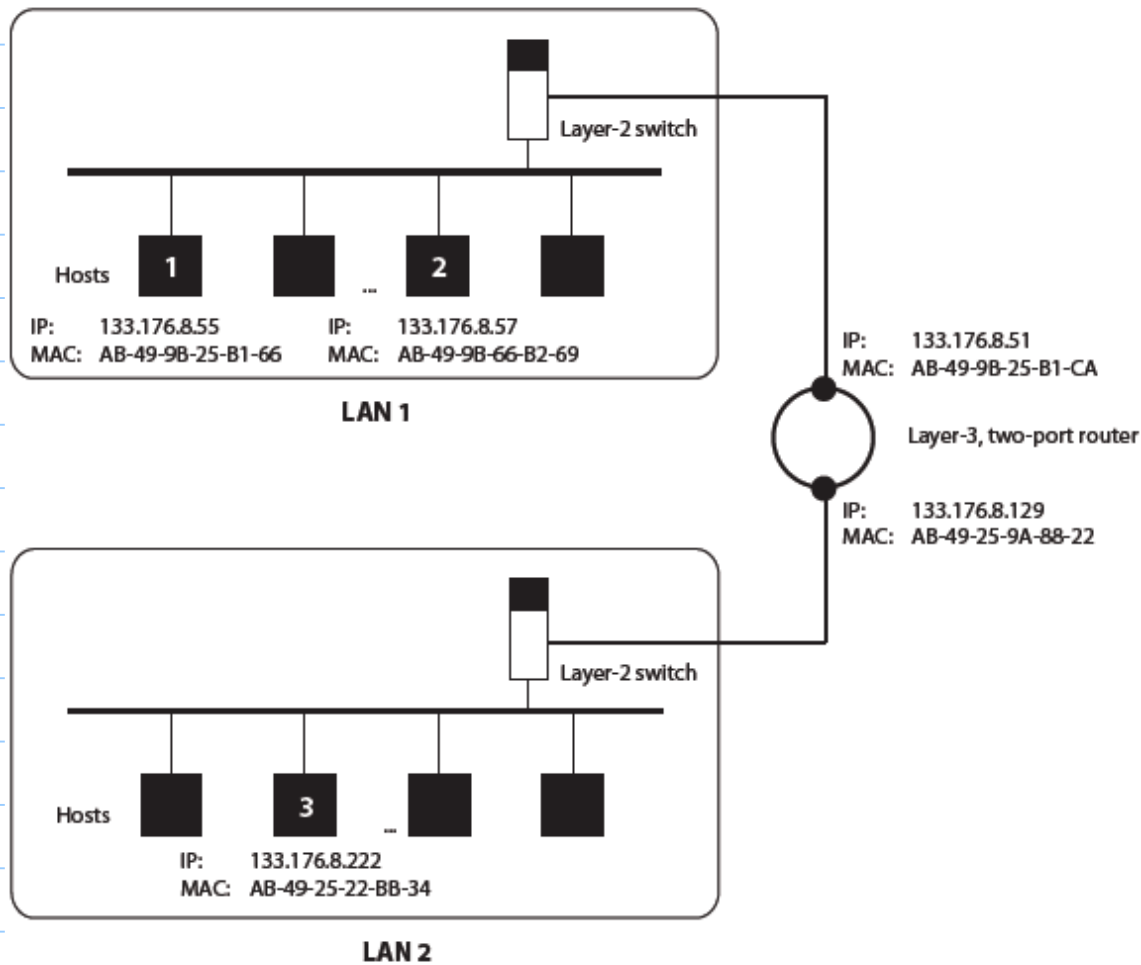 Layer-2 switch
1
2
Hosts
...
IP: 133.176.8.55
MAC: AB-49-9B-25-B1-66
IP: 133.176.8.57
MAC: AB-49-9B-66-B2-69
LAN 1
IP: 133.176.8.51
MAC: AB-49-9B-25-B1-CA
Layer-3, two-port router
IP: 133.176.8.129
MAC: AB-49-25-9A-88-22
Layer-2 switch
Hosts
3
...
IP: 133.176.8.222
MAC: AB-49-25-22-BB-34
LAN 2